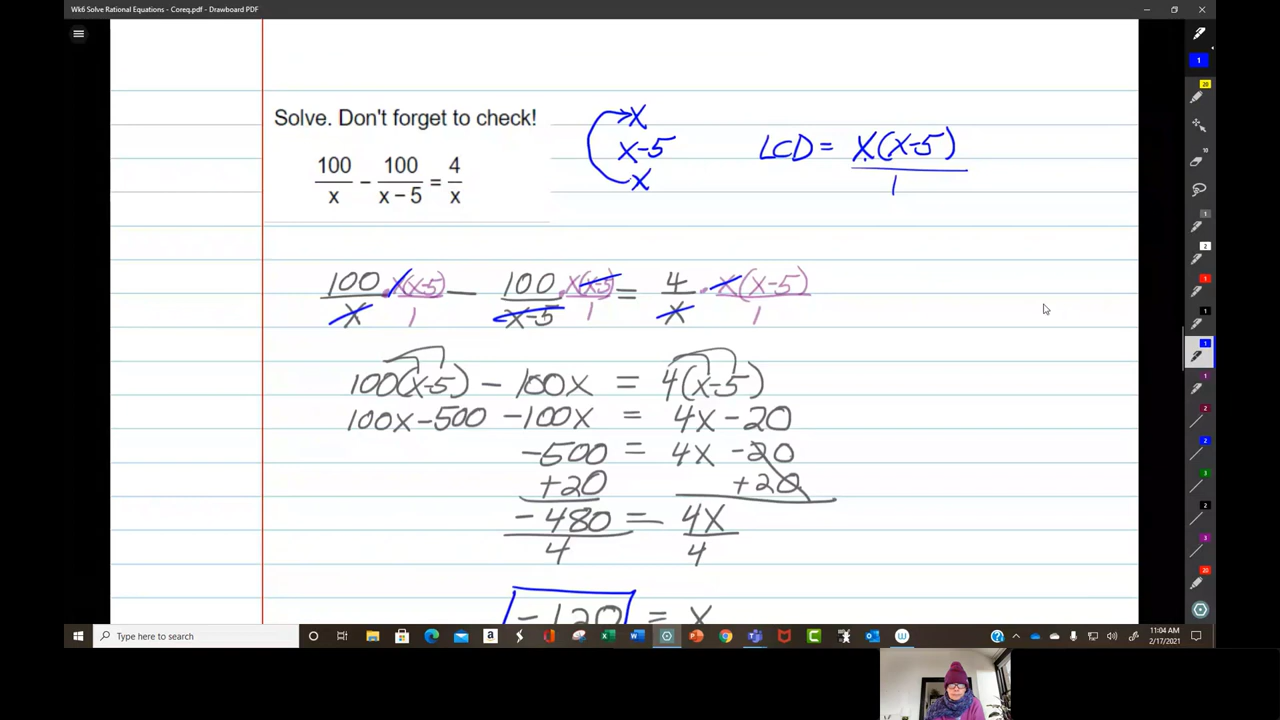 Wk6 Solve Rational Equations - Coreq.pdf - Drawboard PDF
Solve. Don't forget to check!
100/x - 100/(x - 5) = 4/x
x
x-5
x
LCD = x(x-5)/1
100/x · x(x-5)/1 - 100/(x-5) · x(x-5)/1 = 4/x · x(x-5)/1
100(x-5) - 100x = 4(x-5)
100x - 500 - 100x = 4x - 20
-500 = 4x - 20
+20 +20
-480 = 4x
4 4
-120 = x
Type here to search
11:04 AM
2/17/2021